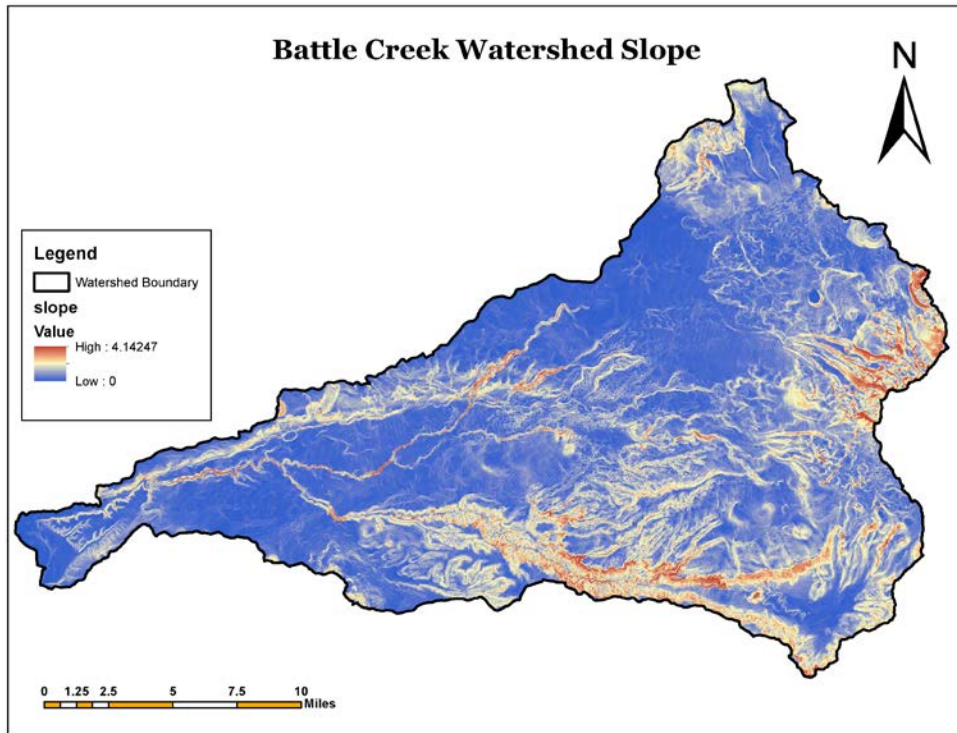 Battle Creek Watershed Slope
N
Legend
Watershed Boundary
slope
Value
High : 4.14247
Low : 0
0 1.25 2.5 5 7.5 10
Miles